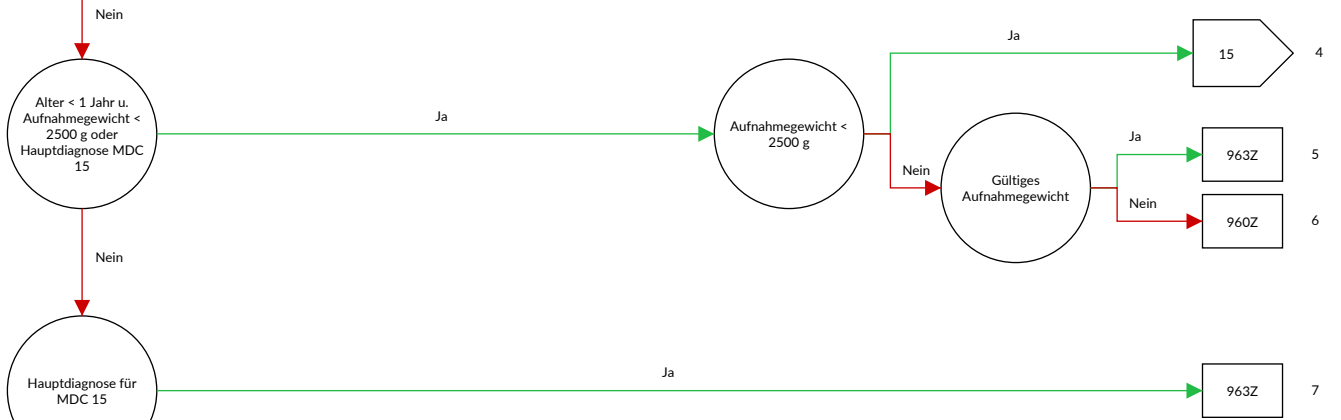 Nein
Ja
15
4
Alter < 1 Jahr u.
Aufnahmegewicht <
2500 g oder
Hauptdiagnose MDC
15
Ja
Aufnahmegewicht <
2500 g
Ja
963Z
5
Nein
Gültiges
Aufnahmegewicht
Nein
960Z
6
Nein
Ja
Hauptdiagnose für
MDC 15
963Z
7